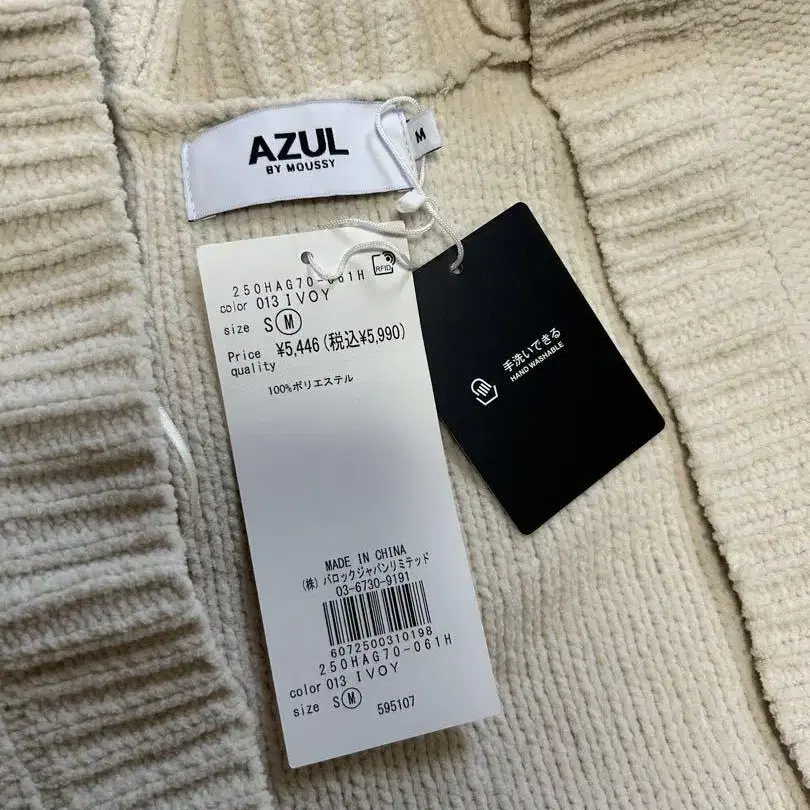 AZUL
BY MOUSSY
M
RFID
250HAG70-061H
color 013 IVOY
size S M
Price ¥5,446(税込¥5,990)
quality
100%ポリエステル
手洗いできる
HAND WASHABLE
MADE IN CHINA
(株)バロックジャパンリミテッド
03-6730-9191
6072500310198
250HAG70-061H
color 013 IVOY
size S M
595107